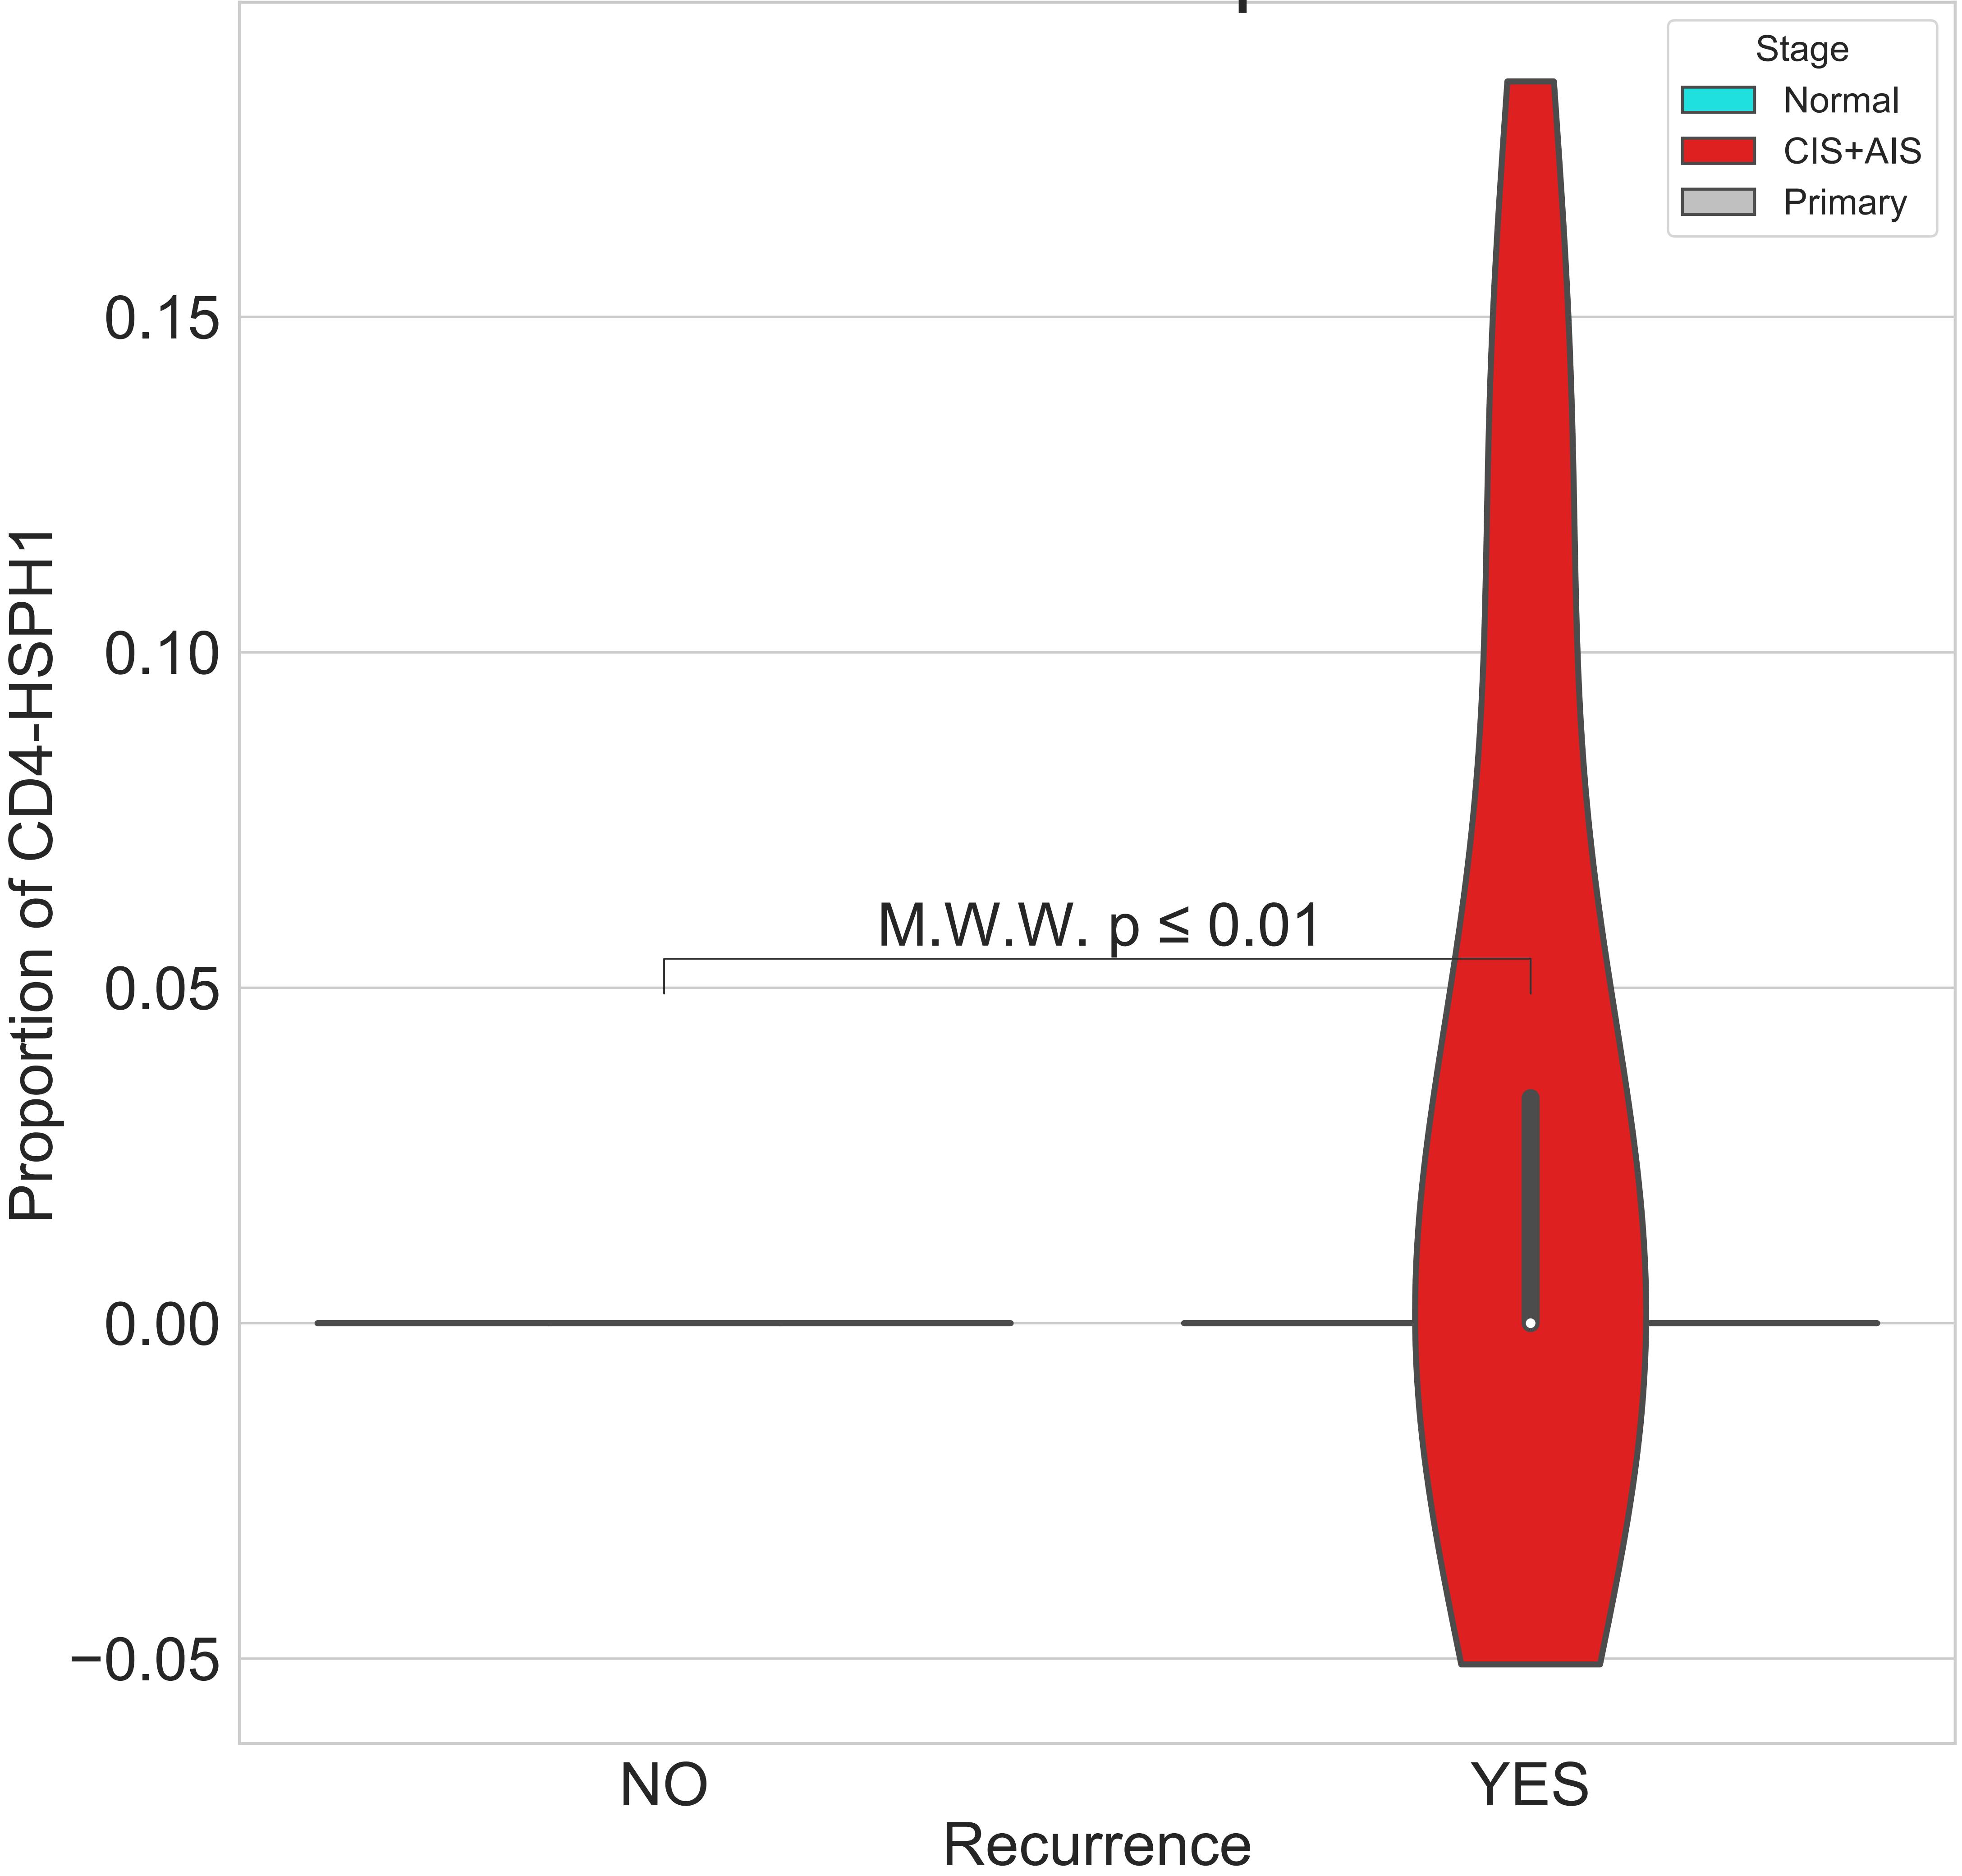 Stage
Normal
CIS+AIS
Primary
0.15
0.10
0.05
0.00
−0.05
Proportion of CD4-HSPH1
M.W.W. p ≤ 0.01
NO
YES
Recurrence